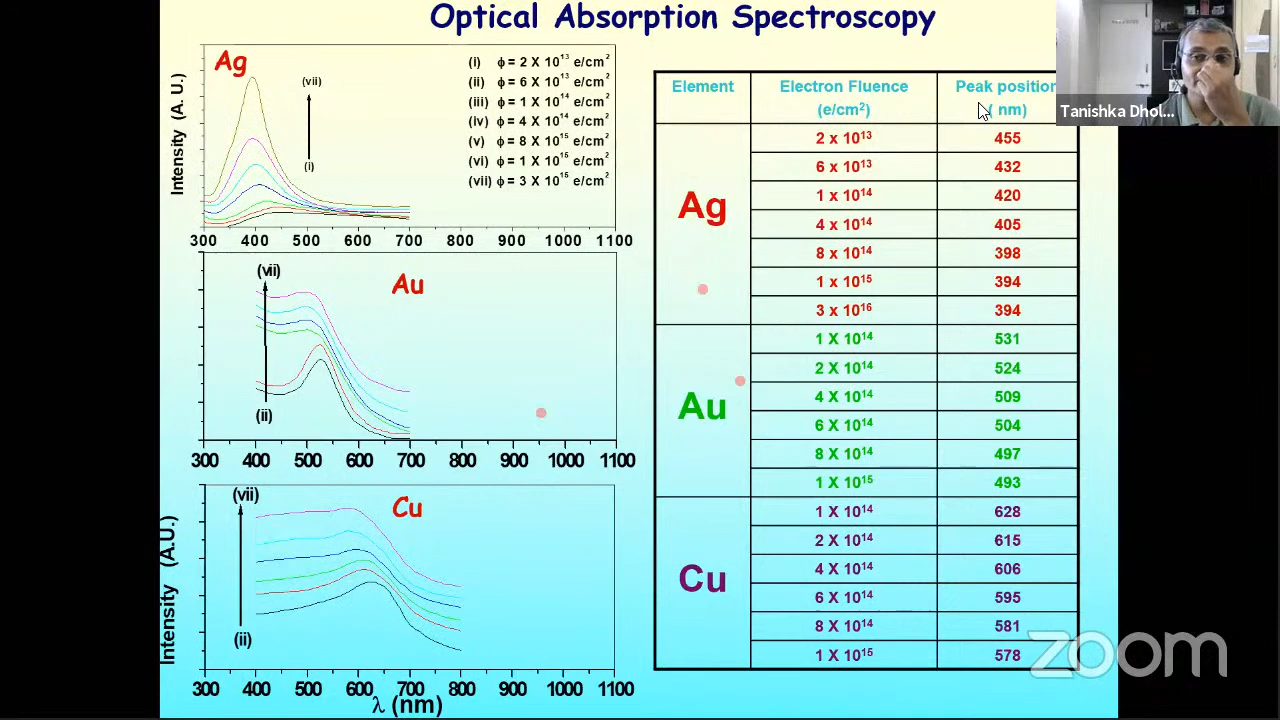 Optical Absorption Spectroscopy
Ag
Intensity (A. U.)
(vii)
(i)
(i) ϕ = 2 X 10¹³ e/cm²
(ii) ϕ = 6 X 10¹³ e/cm²
(iii) ϕ = 1 X 10¹⁴ e/cm²
(iv) ϕ = 4 X 10¹⁴ e/cm²
(v) ϕ = 8 X 10¹⁵ e/cm²
(vi) ϕ = 1 X 10¹⁵ e/cm²
(vii) ϕ = 3 X 10¹⁵ e/cm²
300 400 500 600 700 800 900 1000 1100
(vii)
Au
(ii)
300 400 500 600 700 800 900 1000 1100
(vii)
Cu
(ii)
Intensity (A.U.)
300 400 500 600 700 800 900 1000 1100
λ (nm)
Element Electron Fluence (e/cm²) Peak position ( nm)
Ag
2 x 10¹³ 455
6 x 10¹³ 432
1 x 10¹⁴ 420
4 x 10¹⁴ 405
8 x 10¹⁴ 398
1 x 10¹⁵ 394
3 x 10¹⁶ 394
Au
1 X 10¹⁴ 531
2 X 10¹⁴ 524
4 X 10¹⁴ 509
6 X 10¹⁴ 504
8 X 10¹⁴ 497
1 X 10¹⁵ 493
Cu
1 X 10¹⁴ 628
2 X 10¹⁴ 615
4 X 10¹⁴ 606
6 X 10¹⁴ 595
8 X 10¹⁴ 581
1 X 10¹⁵ 578
Tanishka Dhol...
zoom